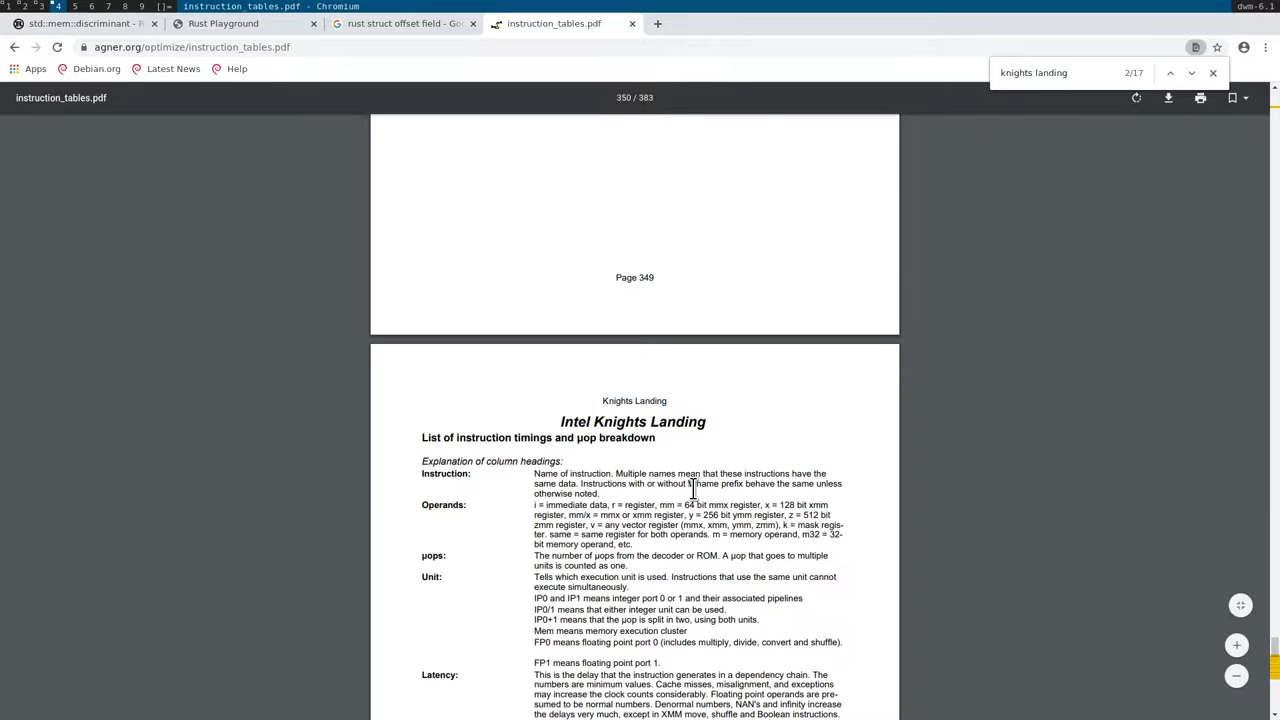 1 2 3 4 5 6 7 8 9 []= instruction_tables.pdf - Chromium dwm-6.1
std::mem::discriminant - R
Rust Playground
rust struct offset field - Goo
instruction_tables.pdf
agner.org/optimize/instruction_tables.pdf
knights landing 2/17
Apps Debian.org Latest News Help
instruction_tables.pdf 350 / 383
Page 349
Knights Landing
Intel Knights Landing
List of instruction timings and µop breakdown
Explanation of column headings:
Instruction: Name of instruction. Multiple names mean that these instructions have the
same data. Instructions with or without name prefix behave the same unless
otherwise noted.
Operands: i = immediate data, r = register, mm = 64 bit mmx register, x = 128 bit xmm
register, mm/x = mmx or xmm register, y = 256 bit ymm register, z = 512 bit
zmm register, v = any vector register (mmx, xmm, ymm, zmm), k = mask regis-
ter. same = same register for both operands. m = memory operand, m32 = 32-
bit memory operand, etc.
µops: The number of µops from the decoder or ROM. A µop that goes to multiple
units is counted as one.
Unit: Tells which execution unit is used. Instructions that use the same unit cannot
execute simultaneously.
IP0 and IP1 means integer port 0 or 1 and their associated pipelines
IP0/1 means that either integer unit can be used.
IP0+1 means that the µop is split in two, using both units.
Mem means memory execution cluster
FP0 means floating point port 0 (includes multiply, divide, convert and shuffle).
FP1 means floating point port 1.
Latency: This is the delay that the instruction generates in a dependency chain. The
numbers are minimum values. Cache misses, misalignment, and exceptions
may increase the clock counts considerably. Floating point operands are pre-
sumed to be normal numbers. Denormal numbers, NAN's and infinity increase
the delays very much, except in XMM move, shuffle and Boolean instructions.